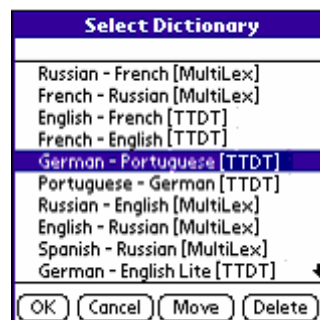 Select Dictionary
Russian - French [MultiLex]
French - Russian [MultiLex]
English - French [TTDT]
French - English [TTDT]
German - Portuguese [TTDT]
Portuguese - German [TTDT]
Russian - English [MultiLex]
English - Russian [MultiLex]
Spanish - Russian [MultiLex]
German - English Lite [TTDT]
OK Cancel Move Delete